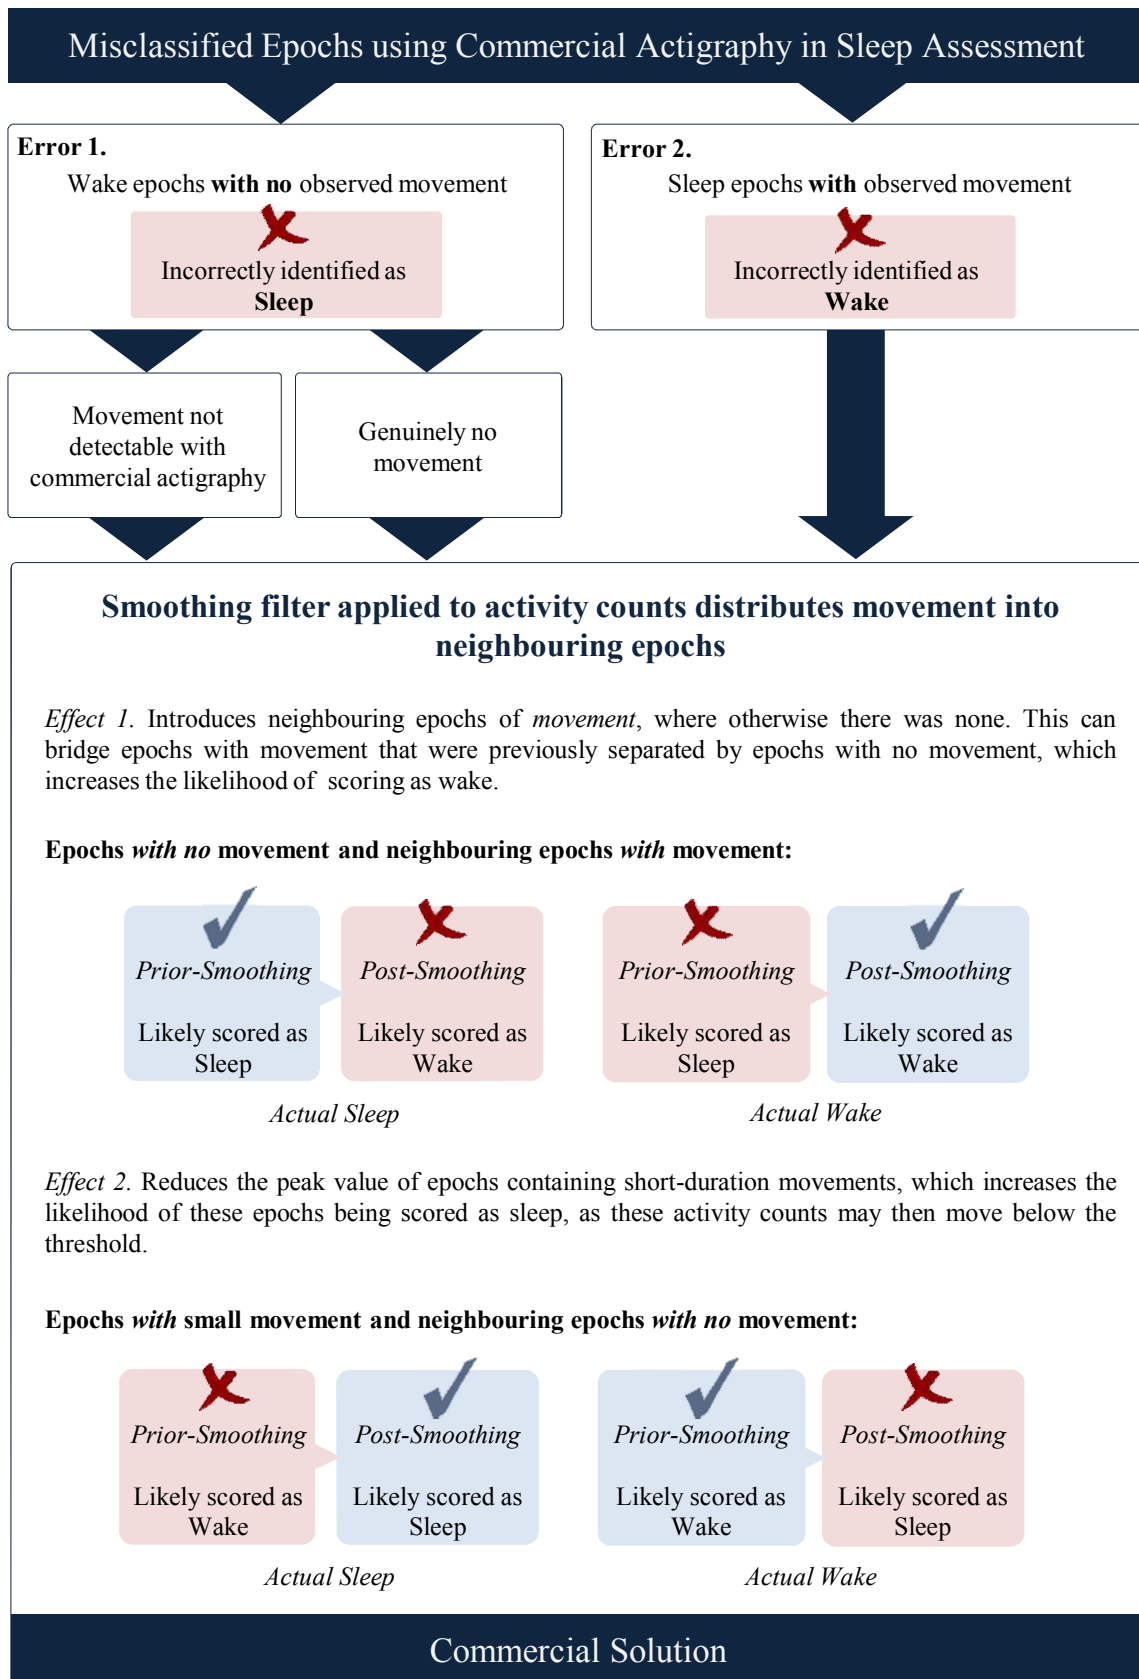 Misclassified Epochs using Commercial Actigraphy in Sleep Assessment
Error 1.
Wake epochs with no observed movement
Incorrectly identified as
Sleep
Error 2.
Sleep epochs with observed movement
Incorrectly identified as
Wake
Movement not
detectable with
commercial actigraphy
Genuinely no
movement
Smoothing filter applied to activity counts distributes movement into
neighbouring epochs
Effect 1. Introduces neighbouring epochs of movement, where otherwise there was none. This can
bridge epochs with movement that were previously separated by epochs with no movement, which
increases the likelihood of scoring as wake.
Epochs with no movement and neighbouring epochs with movement:
Prior-Smoothing
Likely scored as
Sleep
Post-Smoothing
Likely scored as
Wake
Actual Sleep
Prior-Smoothing
Likely scored as
Sleep
Post-Smoothing
Likely scored as
Wake
Actual Wake
Effect 2. Reduces the peak value of epochs containing short-duration movements, which increases the
likelihood of these epochs being scored as sleep, as these activity counts may then move below the
threshold.
Epochs with small movement and neighbouring epochs with no movement:
Prior-Smoothing
Likely scored as
Wake
Post-Smoothing
Likely scored as
Sleep
Actual Sleep
Prior-Smoothing
Likely scored as
Wake
Post-Smoothing
Likely scored as
Sleep
Actual Wake
Commercial Solution